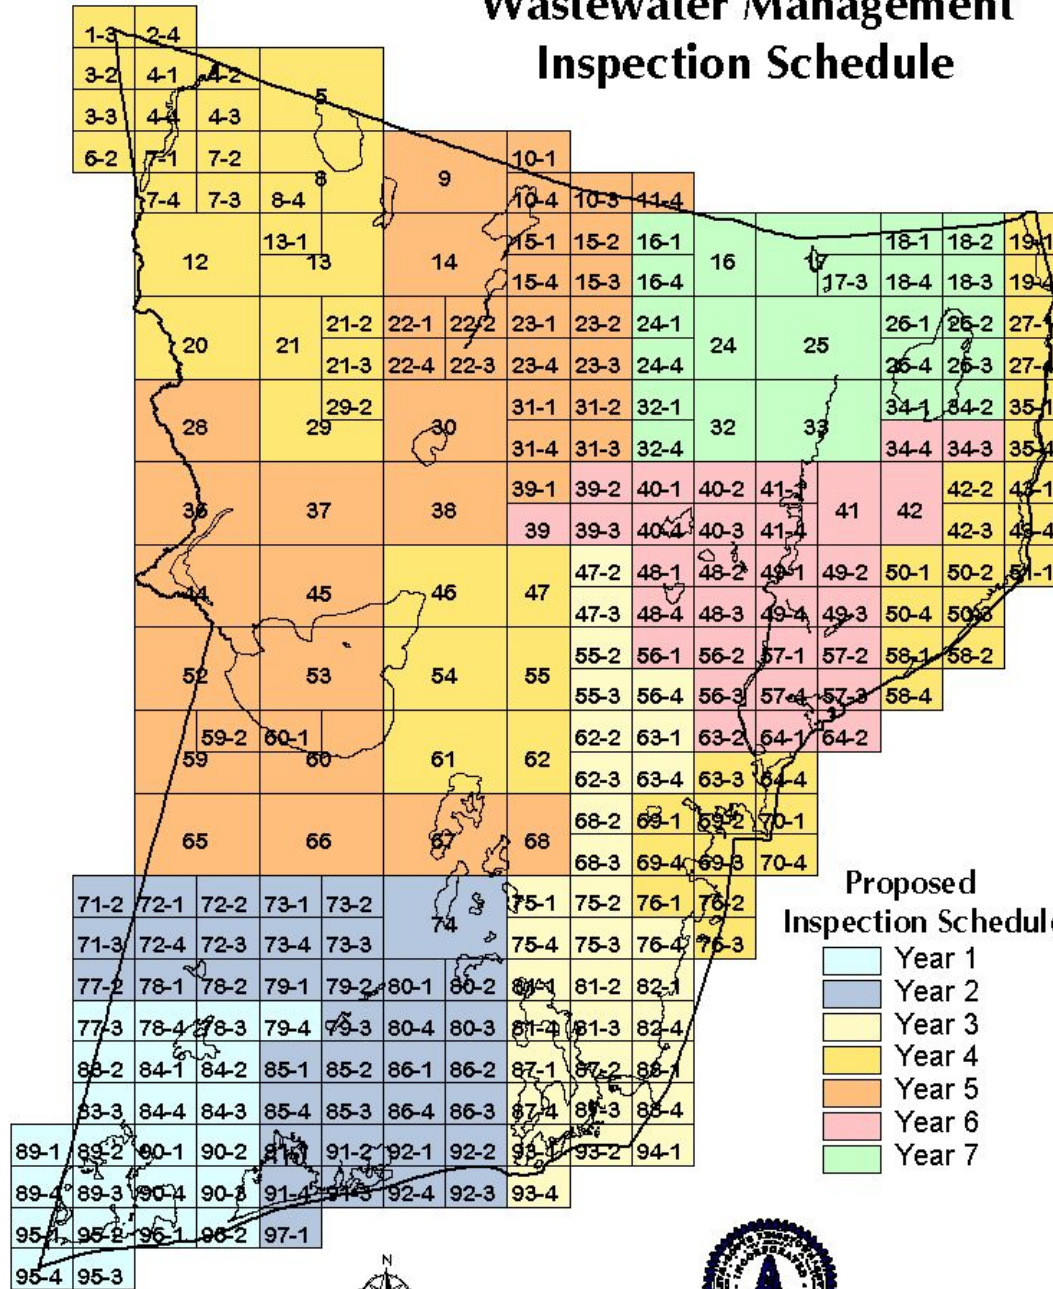 Wastewater Management
Inspection Schedule
1-3 2-4
3-2 4-1 4-2 5
3-3 4-4 4-3
6-2 7-1 7-2 8 9 10-1
7-4 7-3 8-4 10-4 10-3 11-4
13-1 15-1 15-2 16-1 18-1 18-2 19-1
12 13 14 16 17
15-4 15-3 16-4 17-3 18-4 18-3 19-4
21-2 22-1 22-2 23-1 23-2 24-1 26-1 26-2 27-1
20 21 24 25
21-3 22-4 22-3 23-4 23-3 24-4 26-4 26-3 27-4
29-2 31-1 31-2 32-1 34-1 34-2 35-1
28 29 30 32 33
31-4 31-3 32-4 34-4 34-3 35-4
39-1 39-2 40-1 40-2 41-1 42-2 43-1
36 37 38 41 42
39 39-3 40-4 40-3 41-4 42-3 43-4
47-2 48-1 48-2 49-1 49-2 50-1 50-2 51-1
44 45 46 47
47-3 48-4 48-3 49-4 49-3 50-4 50-3
55-2 56-1 56-2 57-1 57-2 58-1 58-2
52 53 54 55
55-3 56-4 56-3 57-4 57-3 58-4
59-2 60-1 62-2 63-1 63-2 64-1 64-2
59 60 61 62
62-3 63-4 63-3 64-4
68-2 69-1 69-2 70-1
65 66 67 68
68-3 69-4 69-3 70-4
71-2 72-1 72-2 73-1 73-2 75-1 75-2 76-1 76-2
74
71-3 72-4 72-3 73-4 73-3 75-4 75-3 76-4 76-3
77-2 78-1 78-2 79-1 79-2 80-1 80-2 81-1 81-2 82-1
77-3 78-4 78-3 79-4 79-3 80-4 80-3 81-4 81-3 82-4
83-2 84-1 84-2 85-1 85-2 86-1 86-2 87-1 87-2 88-1
83-3 84-4 84-3 85-4 85-3 86-4 86-3 87-4 87-3 88-4
89-1 89-2 90-1 90-2 91-2 92-1 92-2 93-1 93-2 94-1
89-4 89-3 90-4 90-3 91-4 91-3 92-4 92-3 93-4
95-1 95-2 96-1 96-2 97-1
95-4 95-3
Proposed
Inspection Schedul
Year 1
Year 2
Year 3
Year 4
Year 5
Year 6
Year 7
N